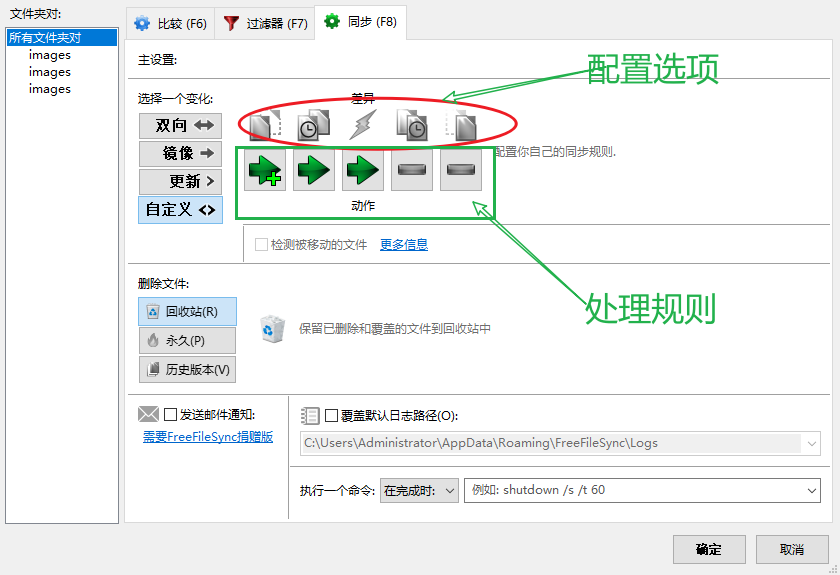 文件夹对:
所有文件夹对
images
images
images
比较 (F6)
过滤器 (F7)
同步 (F8)
主设置:
配置选项
选择一个变化:
差异
双向
镜像
更新
自定义
配置你自己的同步规则.
动作
检测被移动的文件
更多信息
处理规则
删除文件:
回收站(R)
永久(P)
历史版本(V)
保留已删除和覆盖的文件到回收站中
发送邮件通知:
需要FreeFileSync捐赠版
覆盖默认日志路径(O):
C:\Users\Administrator\AppData\Roaming\FreeFileSync\Logs
执行一个命令:
在完成时:
例如: shutdown /s /t 60
确定
取消